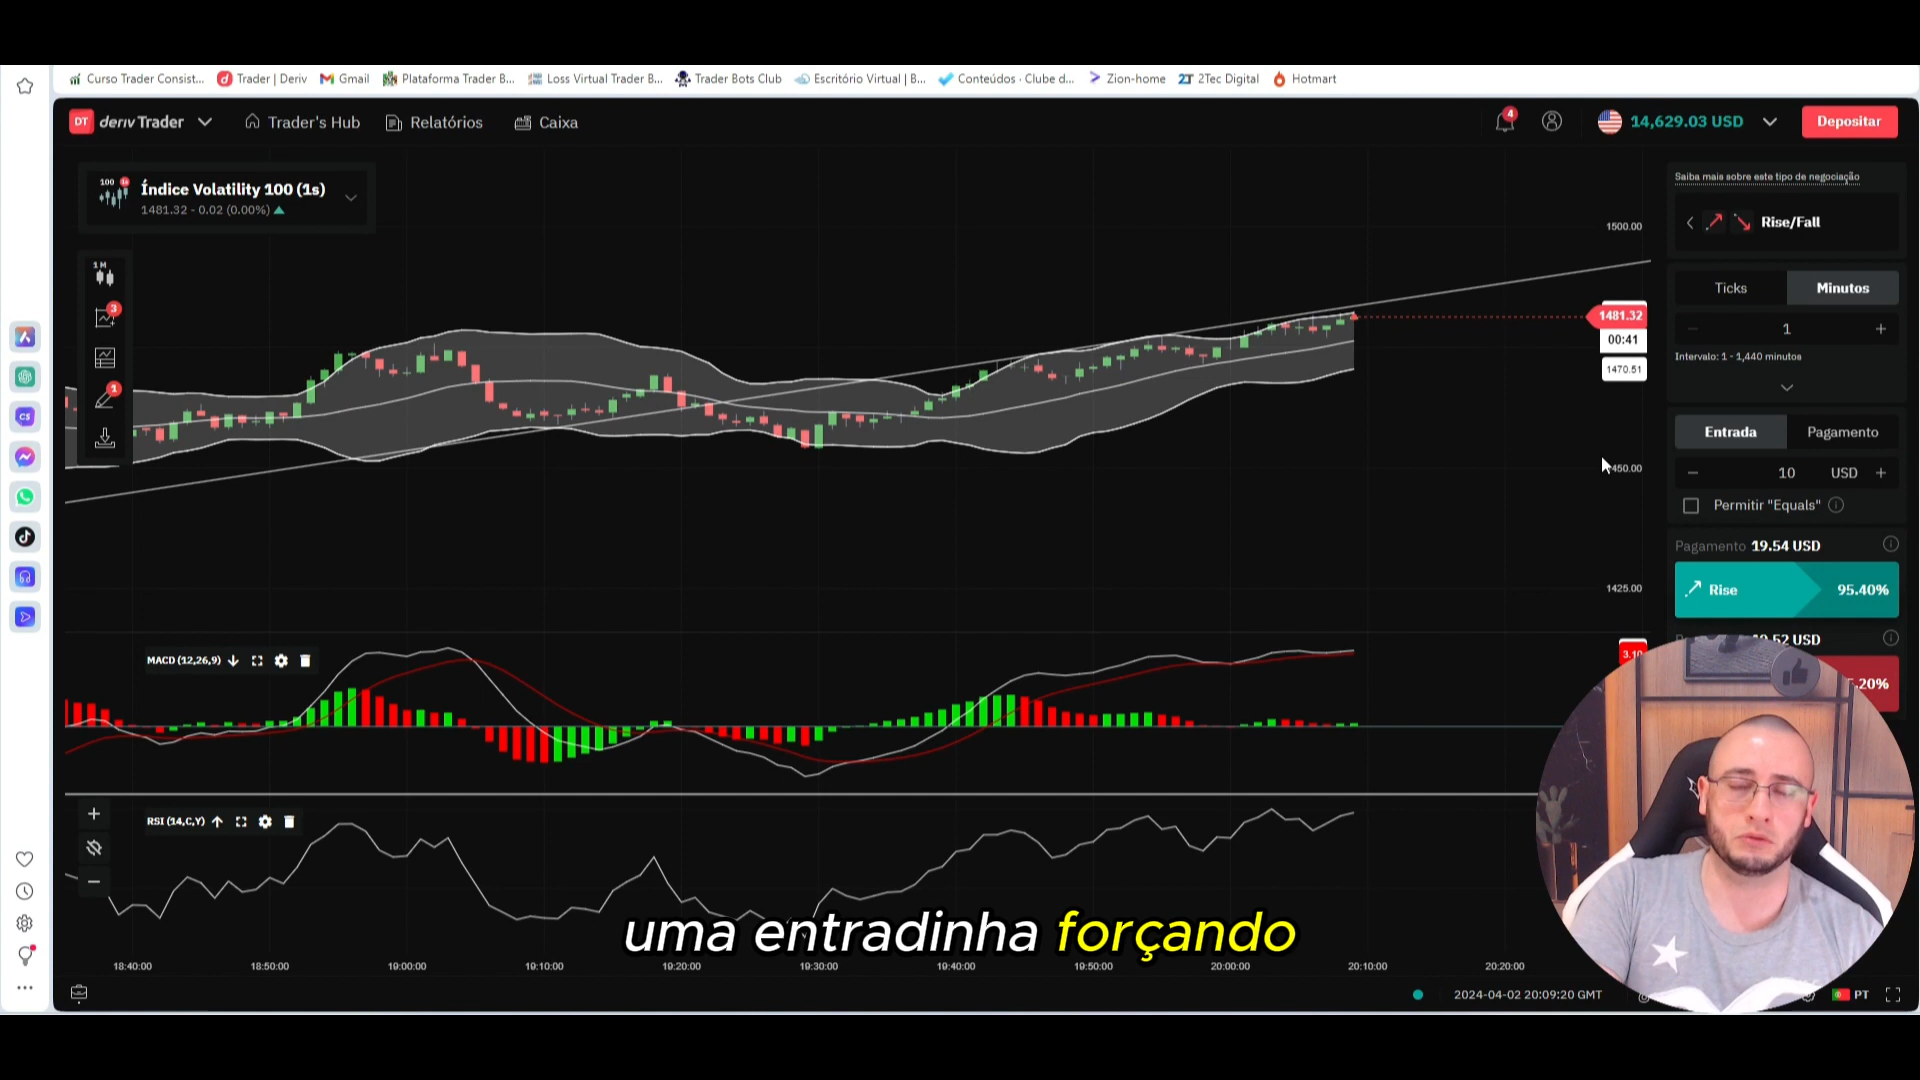 Curso Trader Consist...
Trader | Deriv
Gmail
Plataforma Trader B...
Loss Virtual Trader B...
Trader Bots Club
Escritório Virtual | B...
Conteúdos · Clube d...
Zion-home
2Tec Digital
Hotmart
DT deriv Trader
Trader's Hub
Relatórios
Caixa
4
14,629.03 USD
Depositar
100
Índice Volatility 100 (1s)
1481.32 - 0.02 (0.00%)
Saiba mais sobre este tipo de negociação
Rise/Fall
1500.00
1 M
3
1
Ticks
Minutos
1481.32
00:41
1470.51
1
Intervalo: 1 - 1,440 minutos
Entrada
Pagamento
10
USD
Permitir "Equals"
1425.00
Pagamento 19.54 USD
Rise
95.40%
MACD (12,26,9)
RSI (14,C,Y)
uma entradinha forçando
18:40:00
18:50:00
19:00:00
19:10:00
19:20:00
19:30:00
19:40:00
19:50:00
20:00:00
20:10:00
20:20:00
2024-04-02 20:09:20 GMT
PT